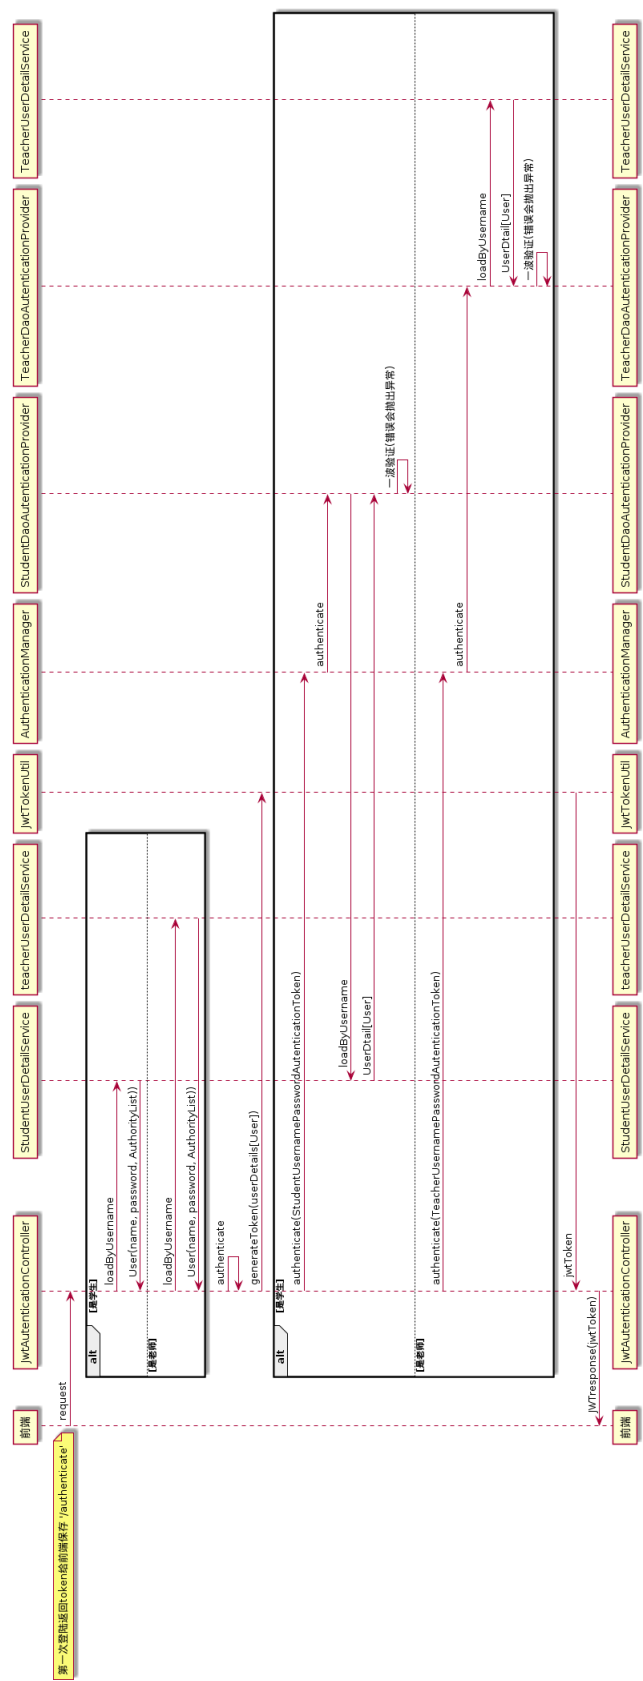 前端
JwtAutenticationController
StudentUserDetailService
teacherUserDetailService
JwtTokenUtil
AuthenticationManager
StudentDaoAutenticationProvider
TeacherDaoAutenticationProvider
TeacherUserDetailService
第一次登陆返回token给前端保存 '/authenticate'
request
alt
[是学生]
loadByUsername
User(name, password, AuthorityList))
[是老师]
loadByUsername
User(name, password, AuthorityList))
authenticate
generateToken(userDetails[User])
alt
[是学生]
authenticate(StudentUsernamePasswordAutenticationToken)
authenticate
loadByUsername
UserDtail[User]
一波验证(错误会抛出异常)
[是老师]
authenticate(TeacherUsernamePasswordAutenticationToken)
authenticate
loadByUsername
UserDtail[User]
一波验证(错误会抛出异常)
jwtToken
JWTresponse(jwtToken)
前端
JwtAutenticationController
StudentUserDetailService
teacherUserDetailService
JwtTokenUtil
AuthenticationManager
StudentDaoAutenticationProvider
TeacherDaoAutenticationProvider
TeacherUserDetailService